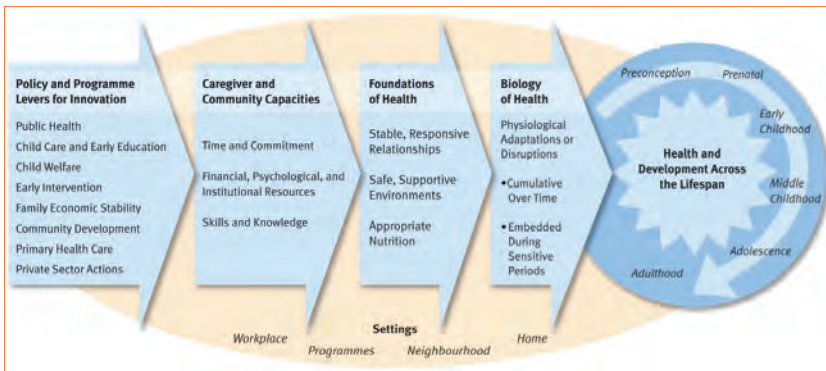 Policy and Programme
Levers for Innovation
Public Health
Child Care and Early Education
Child Welfare
Early Intervention
Family Economic Stability
Community Development
Primary Health Care
Private Sector Actions
Caregiver and
Community Capacities
Time and Commitment
Financial, Psychological, and
Institutional Resources
Skills and Knowledge
Foundations
of Health
Stable, Responsive
Relationships
Safe, Supportive
Environments
Appropriate
Nutrition
Biology
of Health
Physiological
Adaptations or
Disruptions
•Cumulative
Over Time
•Embedded
During
Sensitive
Periods
Preconception
Prenatal
Early
Childhood
Middle
Childhood
Adolescence
Adulthood
Health and
Development Across
the Lifespan
Settings
Workplace
Programmes
Neighbourhood
Home